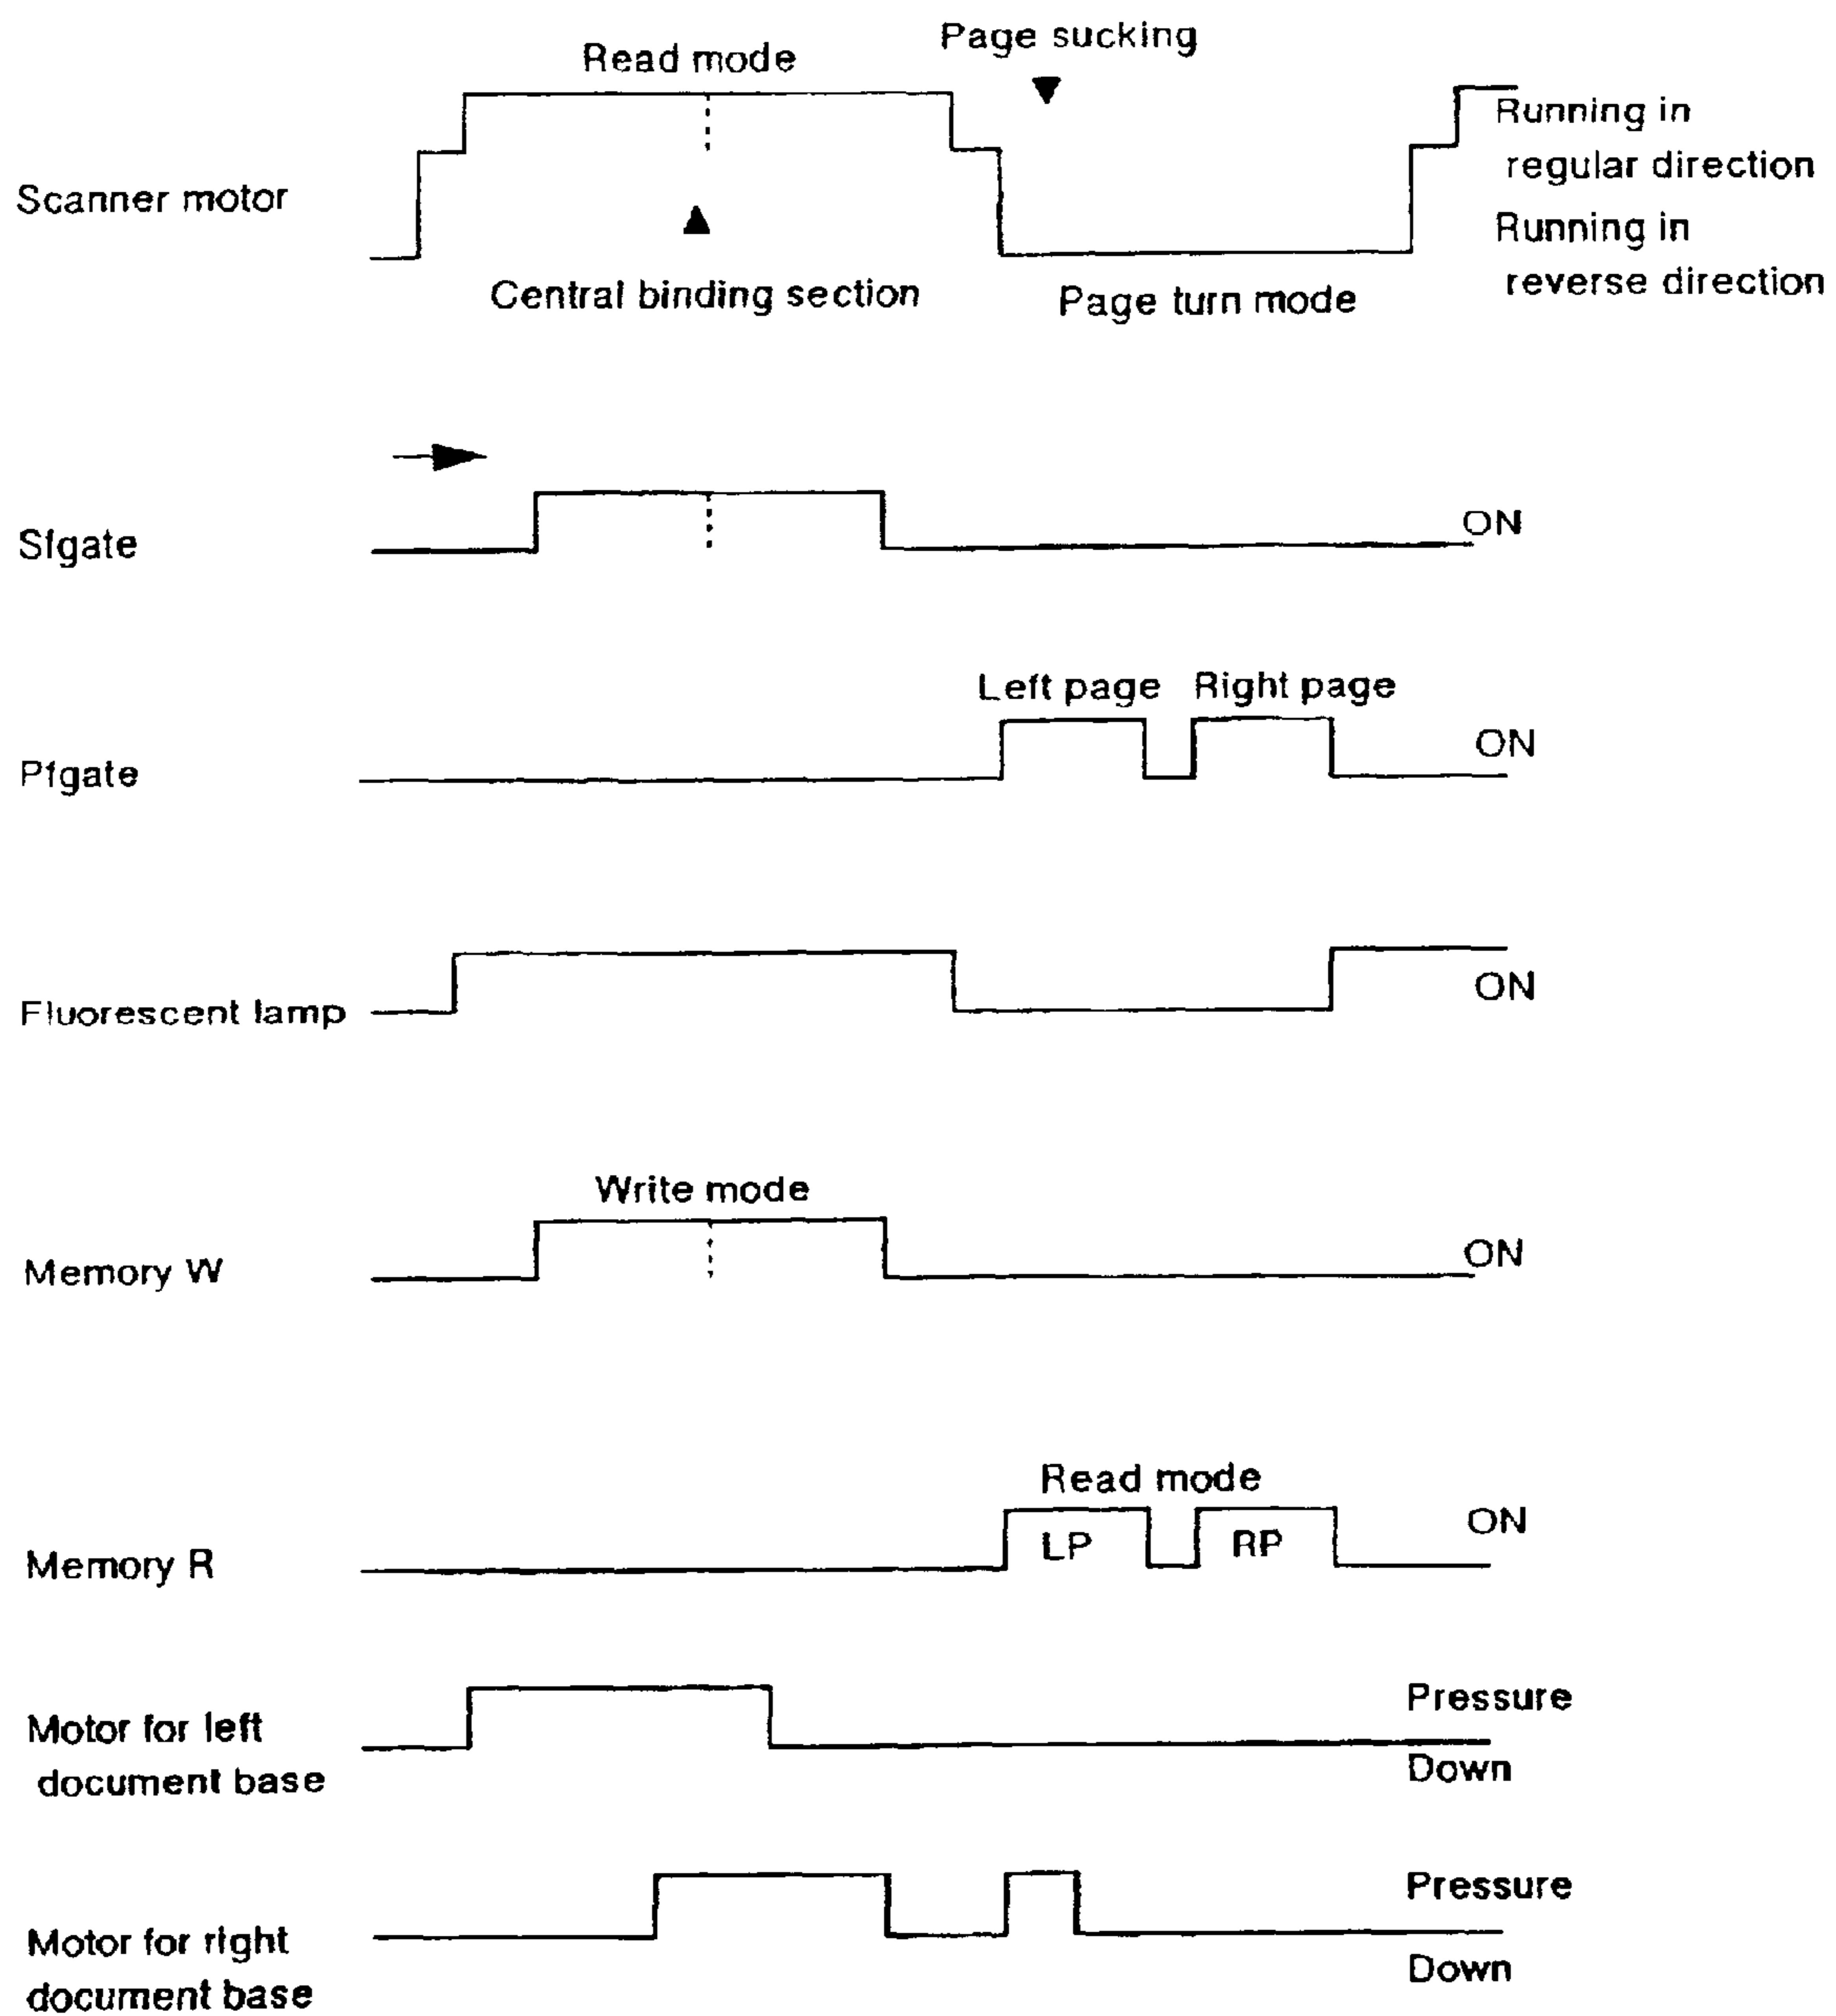 Read mode
Page sucking
Scanner motor
Running in
regular direction
Running in
reverse direction
Central binding section
Page turn mode
Sfgate
ON
Left page
Right page
Pfgate
ON
Fluorescent lamp
ON
Write mode
Memory W
ON
Read mode
LP
RP
Memory R
ON
Motor for left
document base
Pressure
Down
Motor for right
document base
Pressure
Down